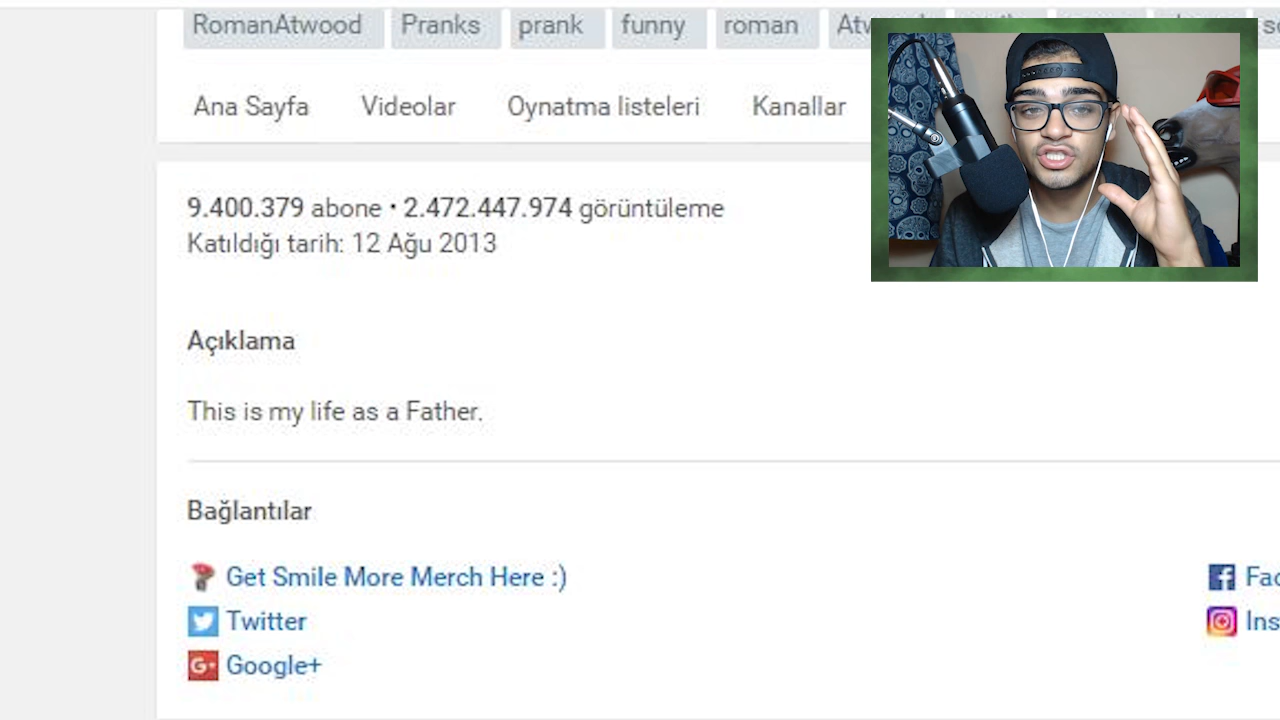 RomanAtwood Pranks prank funny roman
Ana Sayfa Videolar Oynatma listeleri Kanallar
9.400.379 abone • 2.472.447.974 görüntüleme
Katıldığı tarih: 12 Ağu 2013
Açıklama
This is my life as a Father.
Bağlantılar
Get Smile More Merch Here :)
Twitter
Google+